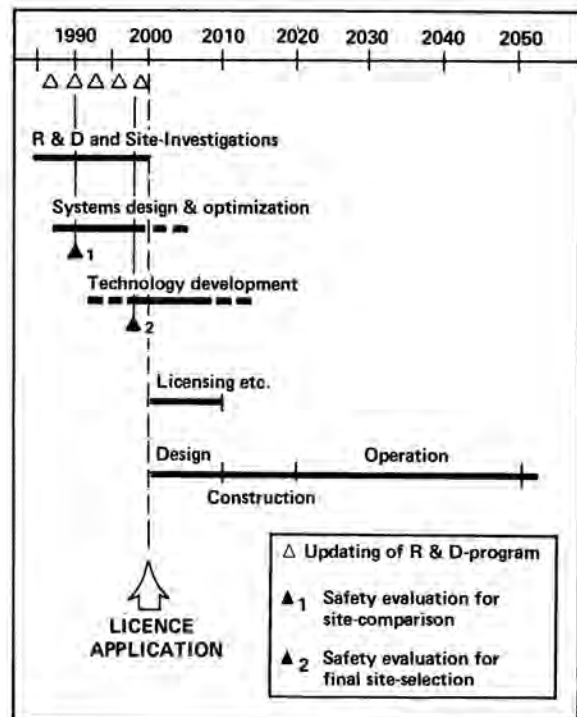 1990 2000 2010 2020 2030 2040 2050
R & D and Site-Investigations
Systems design & optimization
1
Technology development
2
Licensing etc.
Design Operation
Construction
LICENCE
APPLICATION
△ Updating of R & D-program
▲1 Safety evaluation for
site-comparison
▲2 Safety evaluation for
final site-selection